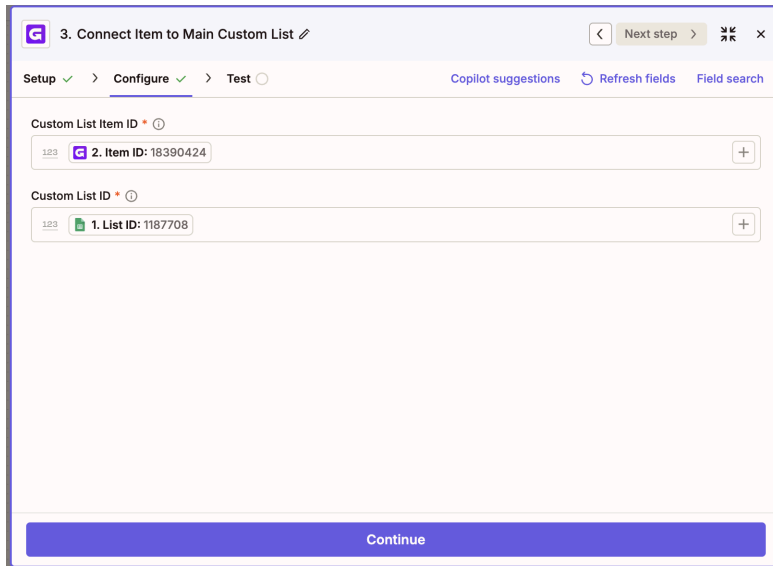 3. Connect Item to Main Custom List
Next step
Setup
Configure
Test
Copilot suggestions
Refresh fields
Field search
Custom List Item ID *
123
2. Item ID: 18390424
Custom List ID *
123
1. List ID: 1187708
Continue